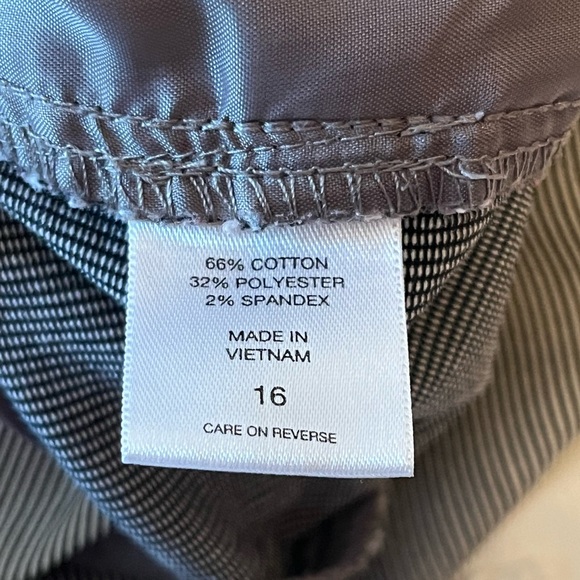 66% COTTON
32% POLYESTER
2% SPANDEX
MADE IN
VIETNAM
16
CARE ON REVERSE